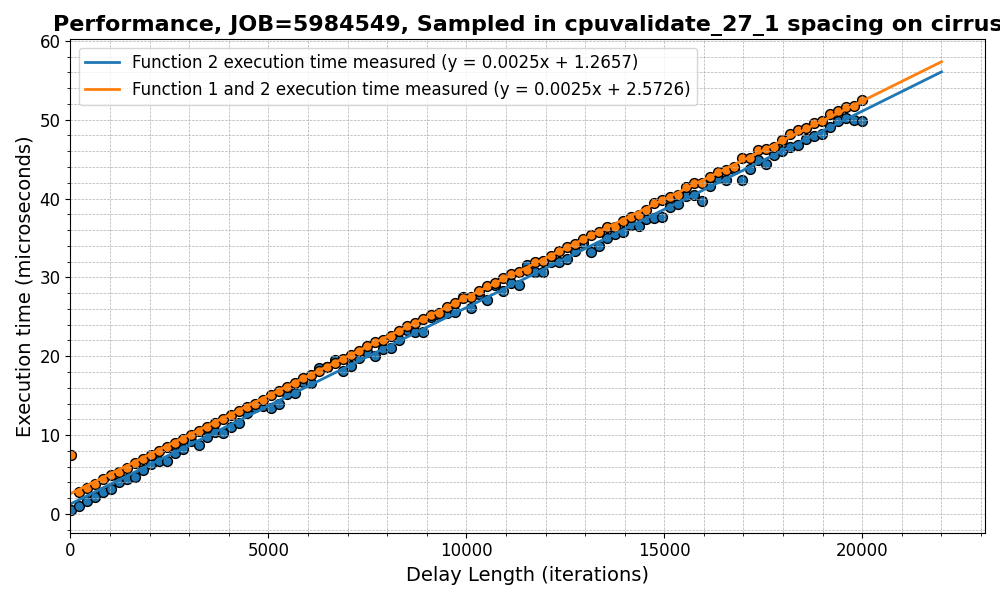 Performance, JOB=5984549, Sampled in cpuvalidate_27_1 spacing on cirrus
Function 2 execution time measured (y = 0.0025x + 1.2657)
Function 1 and 2 execution time measured (y = 0.0025x + 2.5726)
Execution time (microseconds)
60
50
40
30
20
10
0
0 5000 10000 15000 20000
Delay Length (iterations)